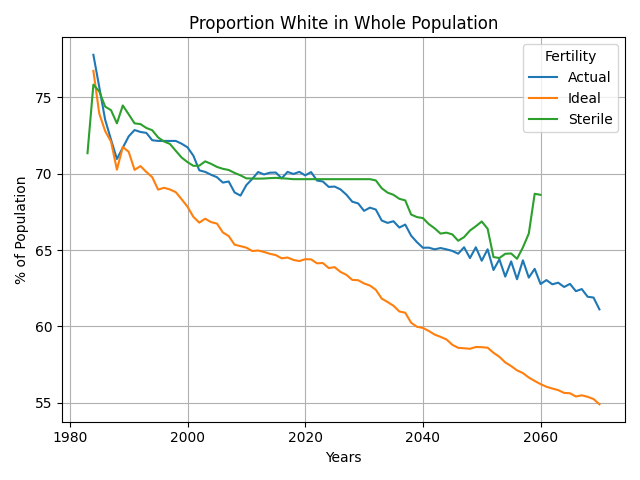 Proportion White in Whole Population
% of Population
75
70
65
60
55
Fertility
Actual
Ideal
Sterile
1980
2000
2020
2040
2060
Years